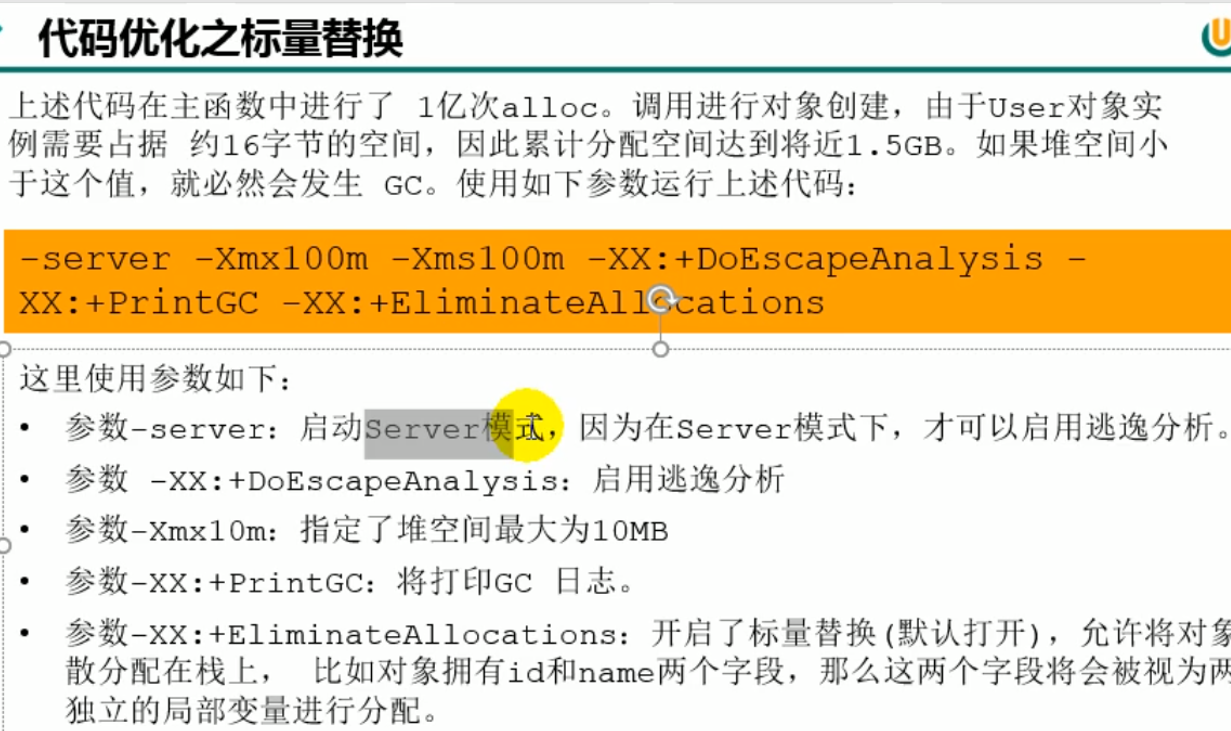 代码优化之标量替换
上述代码在主函数中进行了 1亿次alloc。调用进行对象创建，由于User对象实
例需要占据 约16字节的空间，因此累计分配空间达到将近1.5GB。如果堆空间小
于这个值，就必然会发生 GC。使用如下参数运行上述代码：
-server -Xmx100m -Xms100m -XX:+DoEscapeAnalysis -
XX:+PrintGC -XX:+EliminateAllocations
这里使用参数如下：
• 参数-server：启动Server模式，因为在Server模式下，才可以启用逃逸分析。
• 参数 -XX:+DoEscapeAnalysis：启用逃逸分析
• 参数-Xmx10m：指定了堆空间最大为10MB
• 参数-XX:+PrintGC：将打印GC 日志。
• 参数-XX:+EliminateAllocations：开启了标量替换(默认打开)，允许将对象
散分配在栈上， 比如对象拥有id和name两个字段，那么这两个字段将会被视为两
独立的局部变量进行分配。